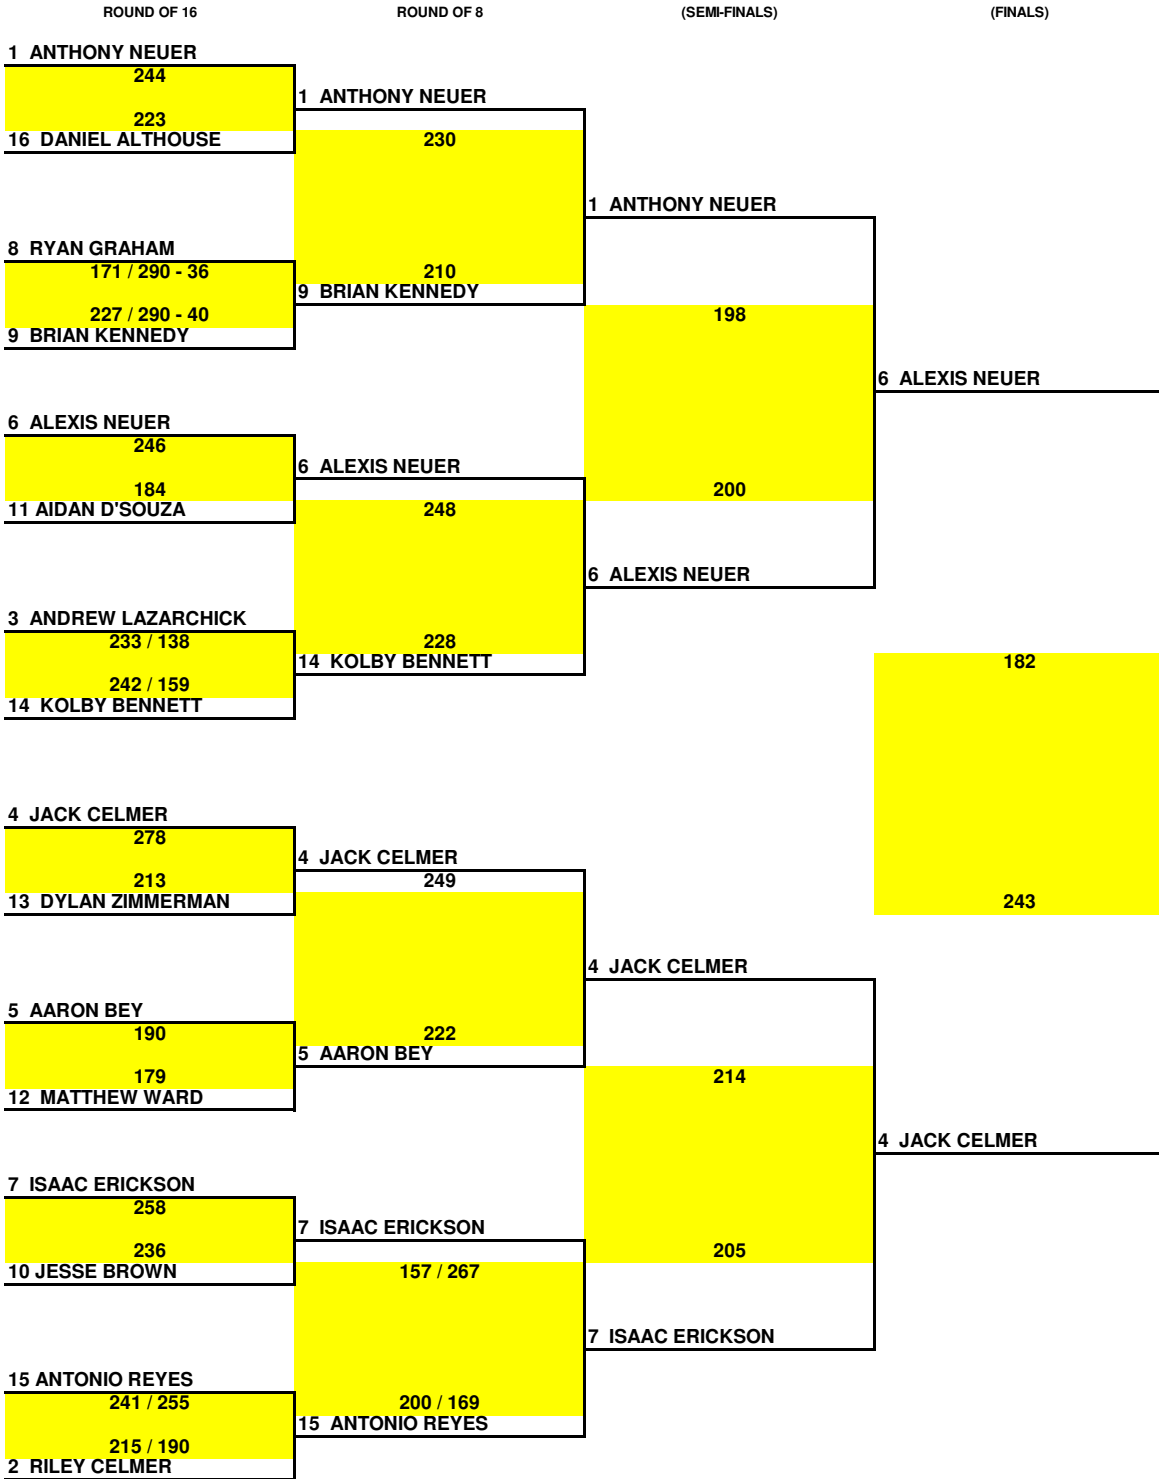 ROUND OF 16
ROUND OF 8
(SEMI-FINALS)
(FINALS)
1 ANTHONY NEUER
244
223
16 DANIEL ALTHOUSE
8 RYAN GRAHAM
171 / 290 - 36
227 / 290 - 40
9 BRIAN KENNEDY
6 ALEXIS NEUER
246
184
11 AIDAN D'SOUZA
3 ANDREW LAZARCHICK
233 / 138
242 / 159
14 KOLBY BENNETT
4 JACK CELMER
278
213
13 DYLAN ZIMMERMAN
5 AARON BEY
190
179
12 MATTHEW WARD
7 ISAAC ERICKSON
258
236
10 JESSE BROWN
15 ANTONIO REYES
241 / 255
215 / 190
2 RILEY CELMER
1 ANTHONY NEUER
230
210
9 BRIAN KENNEDY
6 ALEXIS NEUER
248
228
14 KOLBY BENNETT
4 JACK CELMER
249
222
5 AARON BEY
7 ISAAC ERICKSON
157 / 267
200 / 169
15 ANTONIO REYES
1 ANTHONY NEUER
198
200
6 ALEXIS NEUER
4 JACK CELMER
214
205
7 ISAAC ERICKSON
6 ALEXIS NEUER
182
243
4 JACK CELMER